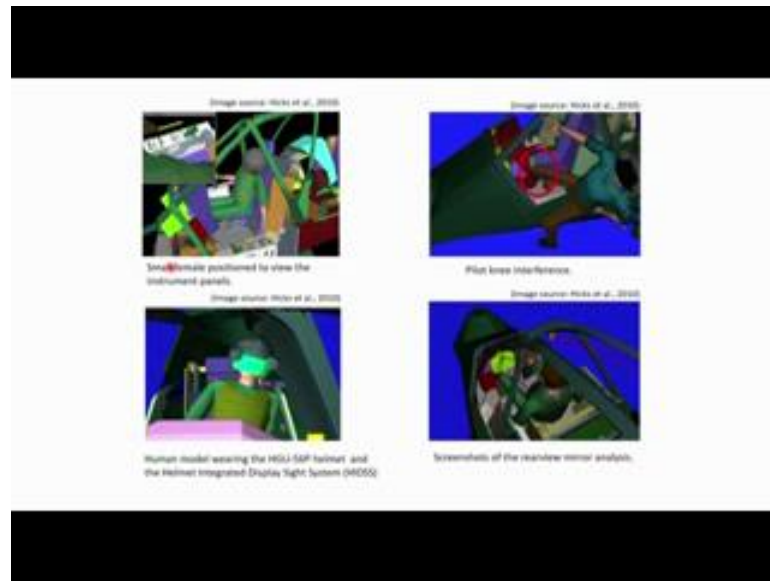 (Image source: Hicks et al., 2010)
(Image source: Hicks et al., 2010)
Small female positioned to view the
instrument panels.
Pilot knee interference.
(Image source: Hicks et al., 2010)
(Image source: Hicks et al., 2010)
Human model wearing the HGU-56P helmet and
the Helmet Integrated Display Sight System (HIDSS)
Screenshots of the rearview mirror analysis.